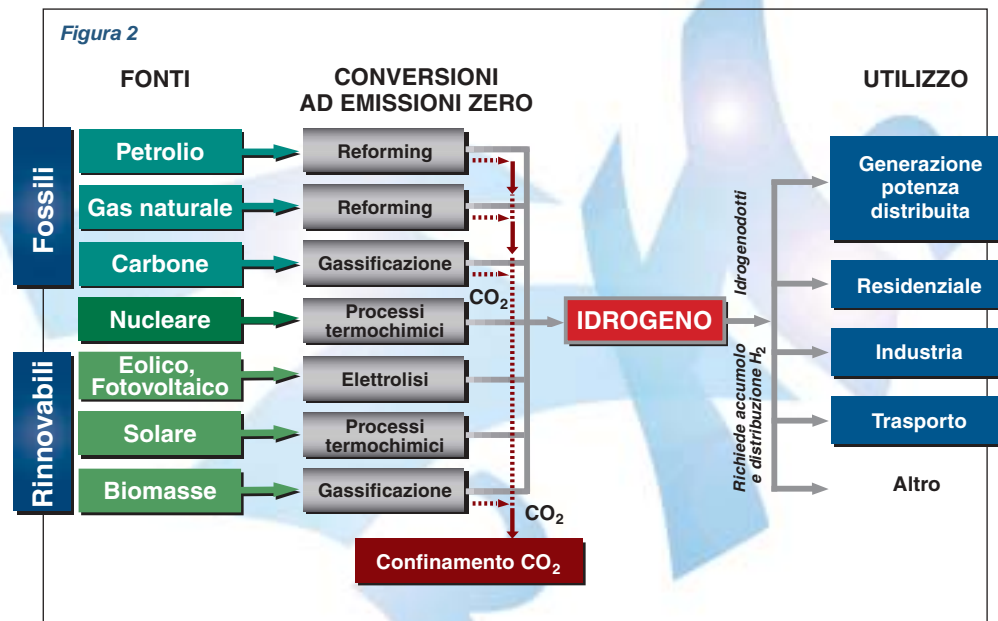 Figura 2
FONTI
CONVERSIONI
AD EMISSIONI ZERO
UTILIZZO
Fossili
Petrolio
Reforming
Gas naturale
Reforming
Carbone
Gassificazione
CO2
Nucleare
Processi
termochimici
Rinnovabili
Eolico,
Fotovoltaico
Elettrolisi
Solare
Processi
termochimici
Biomasse
Gassificazione
CO2
Confinamento CO2
IDROGENO
Idrogenodotti
Richiede accumulo
e distribuzione H2
Generazione
potenza
distribuita
Residenziale
Industria
Trasporto
Altro